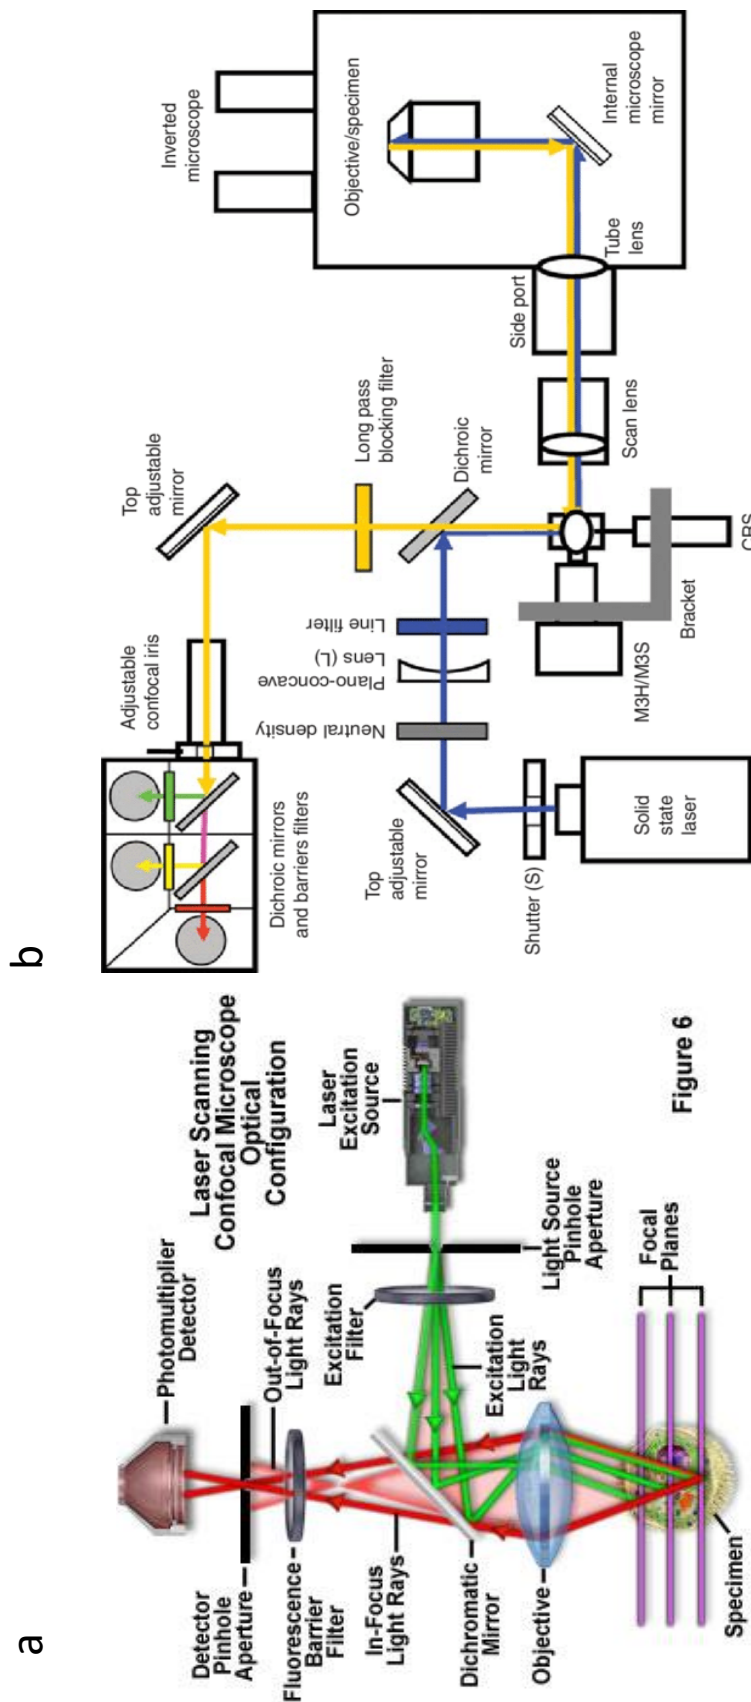 a
Laser Scanning
Confocal Microscope
Optical
Configuration
Photomultiplier
Detector
Detector
Pinhole
Aperture
Out-of-Focus
Light Rays
Fluorescence
Barrier
Filter
Excitation
Filter
Laser
Excitation
Source
In-Focus
Light Rays
Light Source
Pinhole
Aperture
Dichromatic
Mirror
Excitation
Light
Rays
Objective
Focal
Planes
Specimen
Figure 6
b
Inverted
microscope
Top
adjustable
mirror
Adjustable
confocal iris
Objective/specimen
Dichroic mirrors
and barriers filters
Long pass
blocking filter
Neutral density
Plano-concave
Lens (L)
Line filter
Dichroic
mirror
Top
adjustable
mirror
Side port
Tube
lens
Internal
microscope
mirror
Shutter (S)
Scan lens
Solid
state
laser
M3H/M3S
Bracket